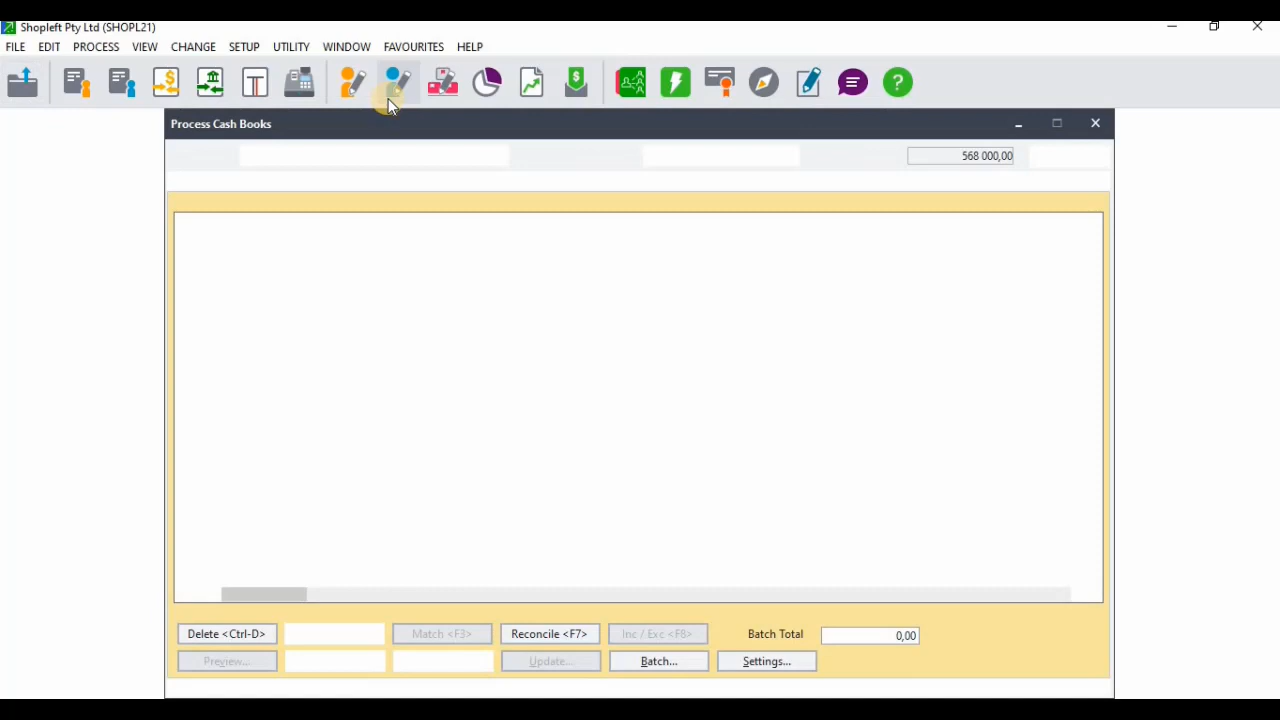 Shopleft Pty Ltd (SHOPL21)
FILE EDIT PROCESS VIEW CHANGE SETUP UTILITY WINDOW FAVOURITES HELP
Process Cash Books
568 000,00
Delete <Ctrl-D> Match <F3> Reconcile <F7> Inc / Exc <F8> Batch Total 0,00
Preview... Update... Batch... Settings...